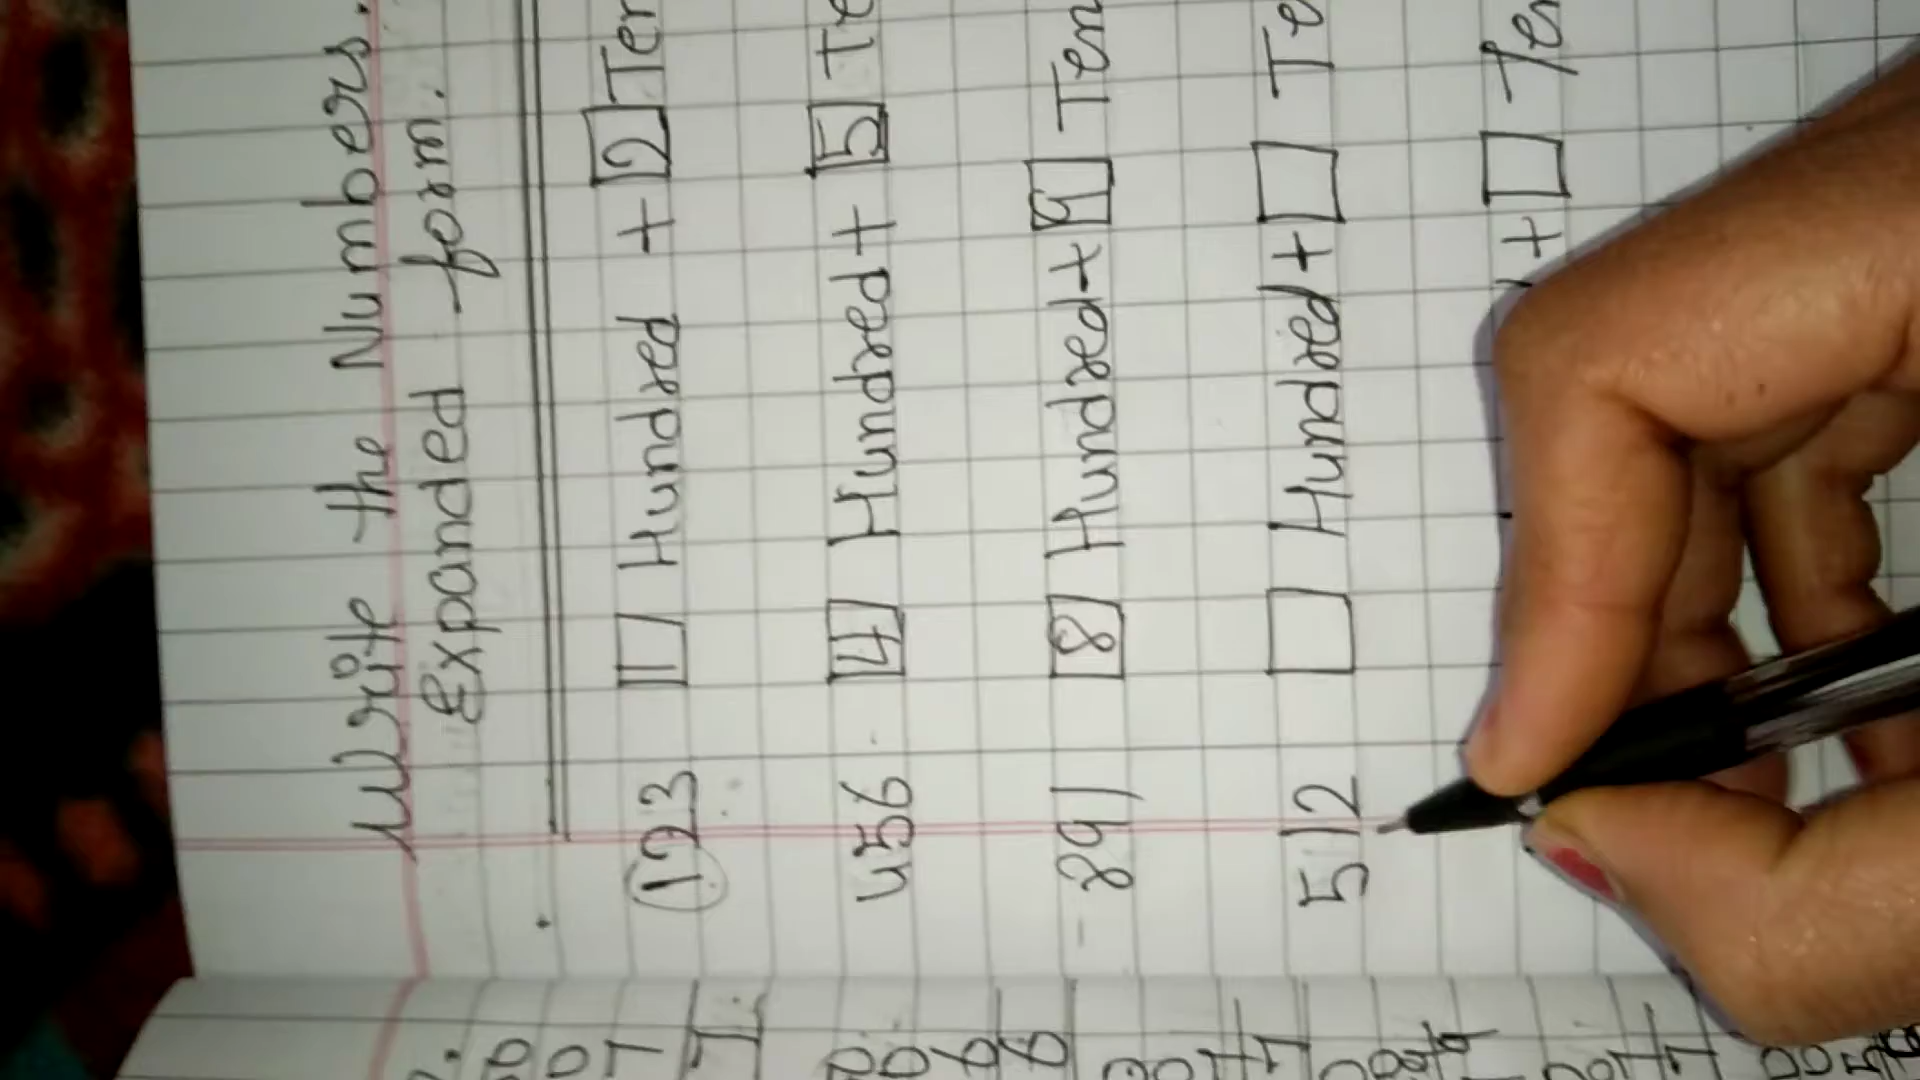 Write the Numbers.
Expanded form.
123 1 Hundred + 2 Ten
456 4 Hundred + 5 Te
891 8 Hundred + 9 Ten
512 □ Hundred + □ Te
+ □ Ten